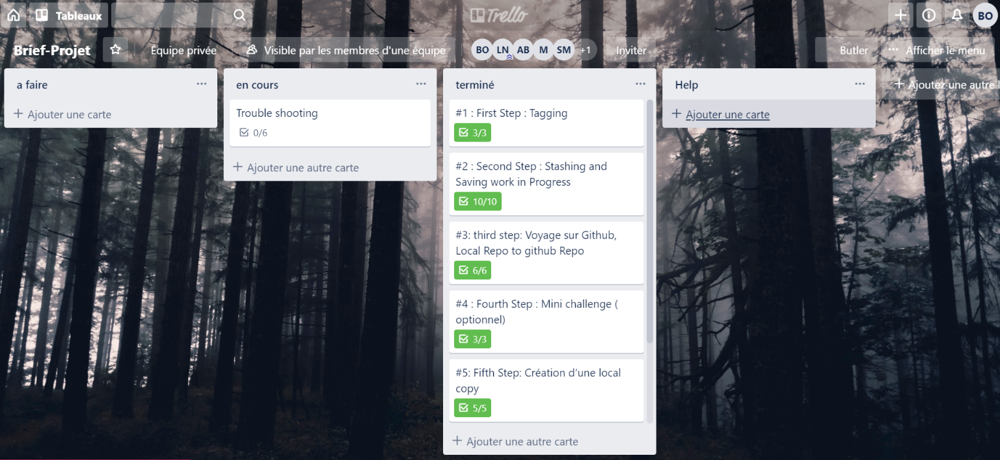 Tableaux
Trello
BO
Brief-Projet
Équipe privée
Visible par les membres d'une équipe
BO LN AB M SM +1
Inviter
Butler
Afficher le menu
a faire
Ajouter une carte
en cours
Trouble shooting
0/6
Ajouter une autre carte
terminé
#1 : First Step : Tagging
3/3
#2 : Second Step : Stashing and
Saving work in Progress
10/10
#3: third step: Voyage sur Github,
Local Repo to github Repo
6/6
#4 : Fourth Step : Mini challenge (
optionnel)
3/3
#5: Fifth Step: Création d’une local
copy
5/5
Ajouter une autre carte
Help
Ajouter une carte
Ajoutez une autre l